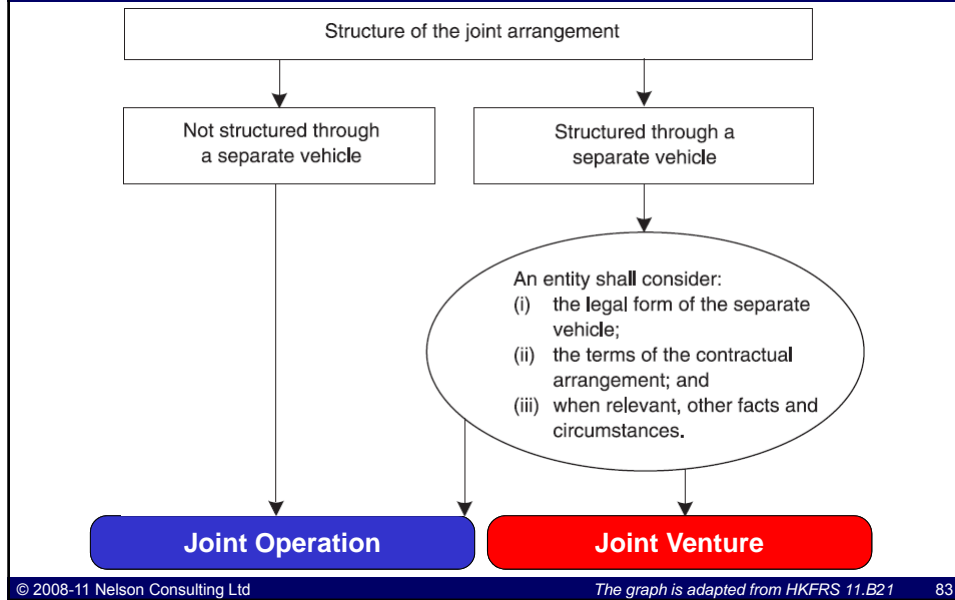 Structure of the joint arrangement
Not structured through
a separate vehicle
Structured through a
separate vehicle
An entity shall consider:
(i) the legal form of the separate
vehicle;
(ii) the terms of the contractual
arrangement; and
(iii) when relevant, other facts and
circumstances.
Joint Operation
Joint Venture
© 2008-11 Nelson Consulting Ltd
The graph is adapted from HKFRS 11.B21
83